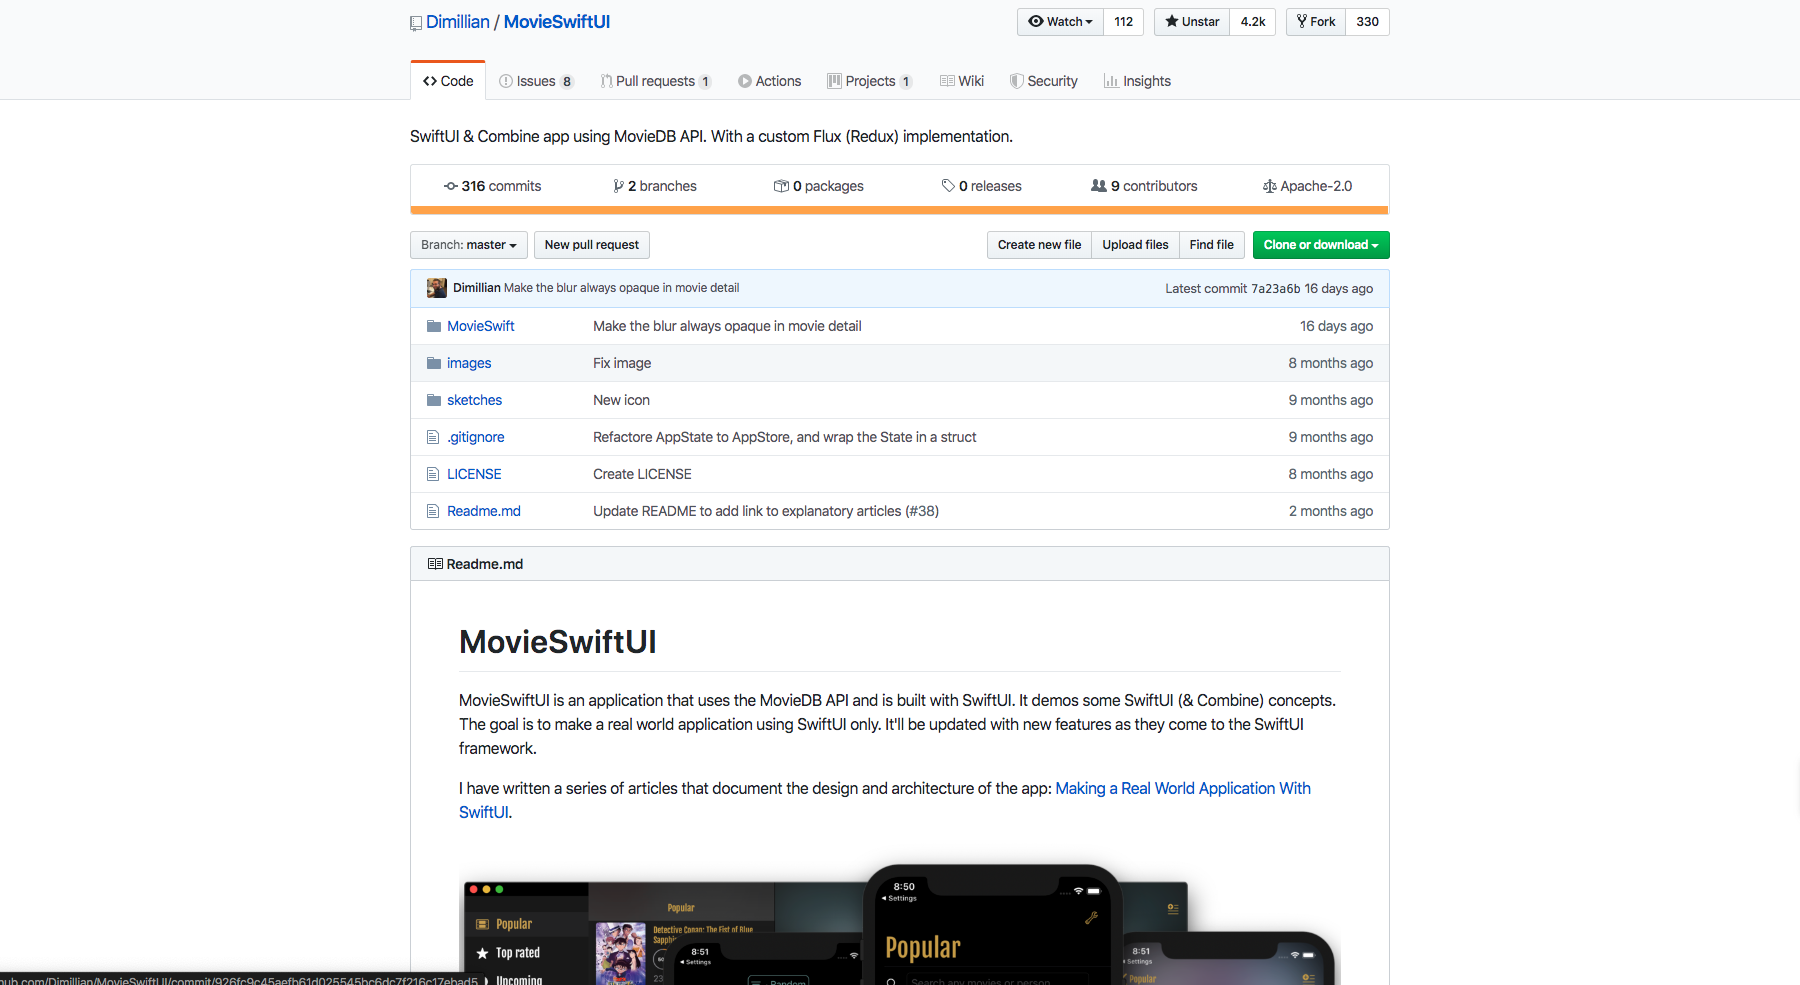 Dimillian / MovieSwiftUI
Watch 112 Unstar 4.2k Fork 330
Code Issues 8 Pull requests 1 Actions Projects 1 Wiki Security Insights
SwiftUI & Combine app using MovieDB API. With a custom Flux (Redux) implementation.
316 commits 2 branches 0 packages 0 releases 9 contributors Apache-2.0
Branch: master New pull request Create new file Upload files Find file Clone or download
Dimillian Make the blur always opaque in movie detail Latest commit 7a23a6b 16 days ago
MovieSwift Make the blur always opaque in movie detail 16 days ago
images Fix image 8 months ago
sketches New icon 9 months ago
.gitignore Refactore AppState to AppStore, and wrap the State in a struct 9 months ago
LICENSE Create LICENSE 8 months ago
Readme.md Update README to add link to explanatory articles (#38) 2 months ago
Readme.md
MovieSwiftUI
MovieSwiftUI is an application that uses the MovieDB API and is built with SwiftUI. It demos some SwiftUI (& Combine) concepts.
The goal is to make a real world application using SwiftUI only. It'll be updated with new features as they come to the SwiftUI
framework.
I have written a series of articles that document the design and architecture of the app: Making a Real World Application With
SwiftUI.
8:50
Settings
Popular
Popular
Detective Conan: The Fist of Blue
Sapphire
Top rated
Popular
8:51
Settings
8:51
Settings
Popular
23
Upcoming
Random
Search any movies or person
hub.com/Dimillian/MovieSwiftUI/commit/926fc9c45aefb61d025545bc6dc7f216c17ebad5